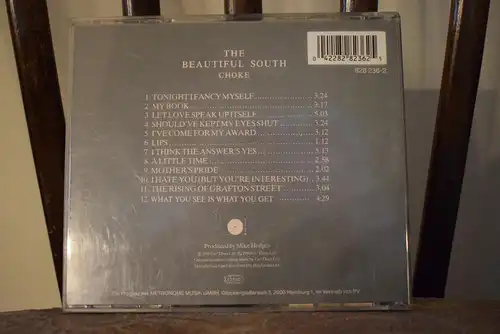 THE
BEAUTIFUL SOUTH
CHOKE
0 42282 82362 5
828 236-2
1 TONIGHT I FANCY MYSELF 3:24
2 MY BOOK 3:17
3 LET LOVE SPEAK UP ITSELF 5:03
4 SHOULD'VE KEPT MY EYES SHUT 3:24
5 I'VE COME FOR MY AWARD 3:12
6 LIPS 1:12
7 I THINK THE ANSWER'S YES 5:13
8 A LITTLE TIME 2:58
9 MOTHER'S PRIDE 2:02
10 I HATE YOU (BUT YOU'RE INTERESTING) 3:44
11 THE RISING OF GRAFTON STREET 3:04
12 WHAT YOU SEE IS WHAT YOU GET 4:29
Produced by Mike Hedges